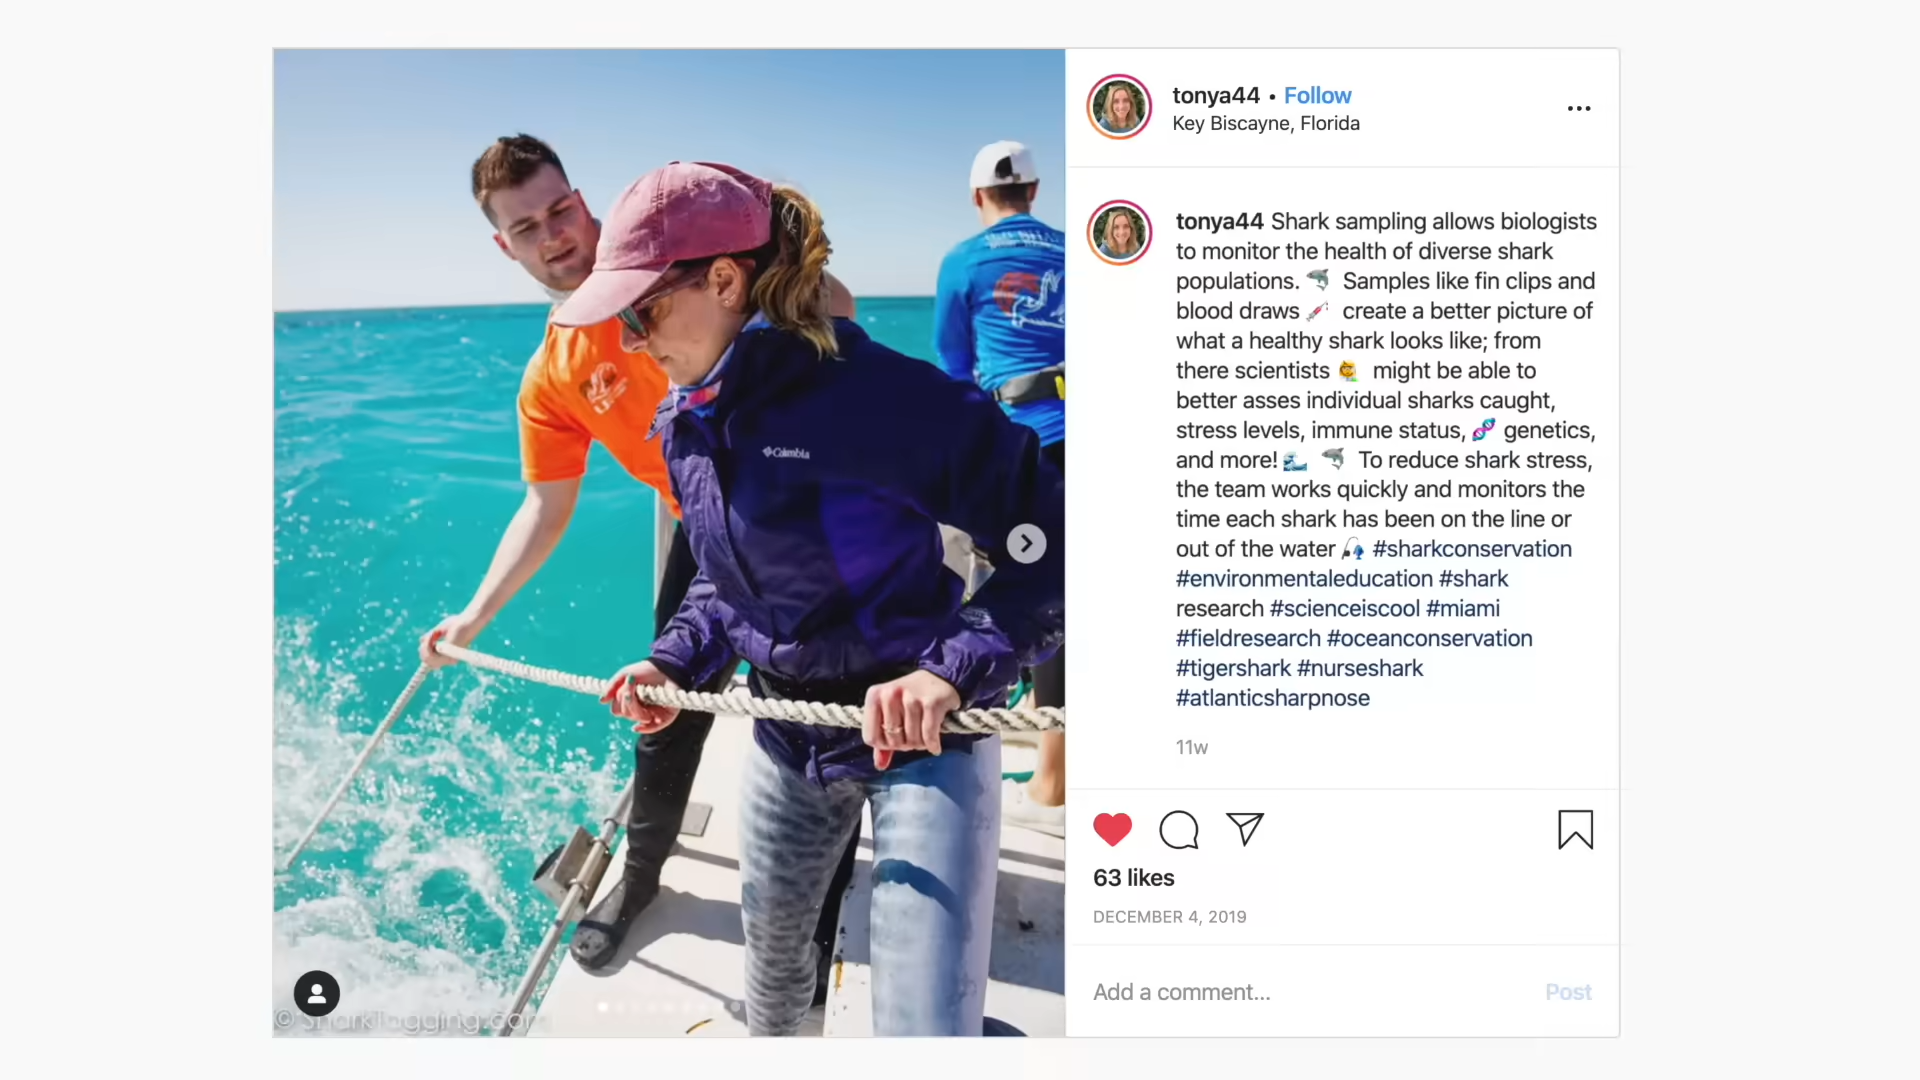 tonya44 • Follow
Key Biscayne, Florida
tonya44 Shark sampling allows biologists
to monitor the health of diverse shark
populations. 🦈 Samples like fin clips and
blood draws 💉 create a better picture of
what a healthy shark looks like; from
there scientists 👩‍🔬 might be able to
better asses individual sharks caught,
stress levels, immune status, 🧬 genetics,
and more! 🌊 🦈 To reduce shark stress,
the team works quickly and monitors the
time each shark has been on the line or
out of the water 🎣 #sharkconservation
#environmentaleducation #shark
research #scienceiscool #miami
#fieldresearch #oceanconservation
#tigershark #nurseshark
#atlanticsharpnose
11w
63 likes
DECEMBER 4, 2019
Add a comment...
Post
Columbia
© SharkTagging.com